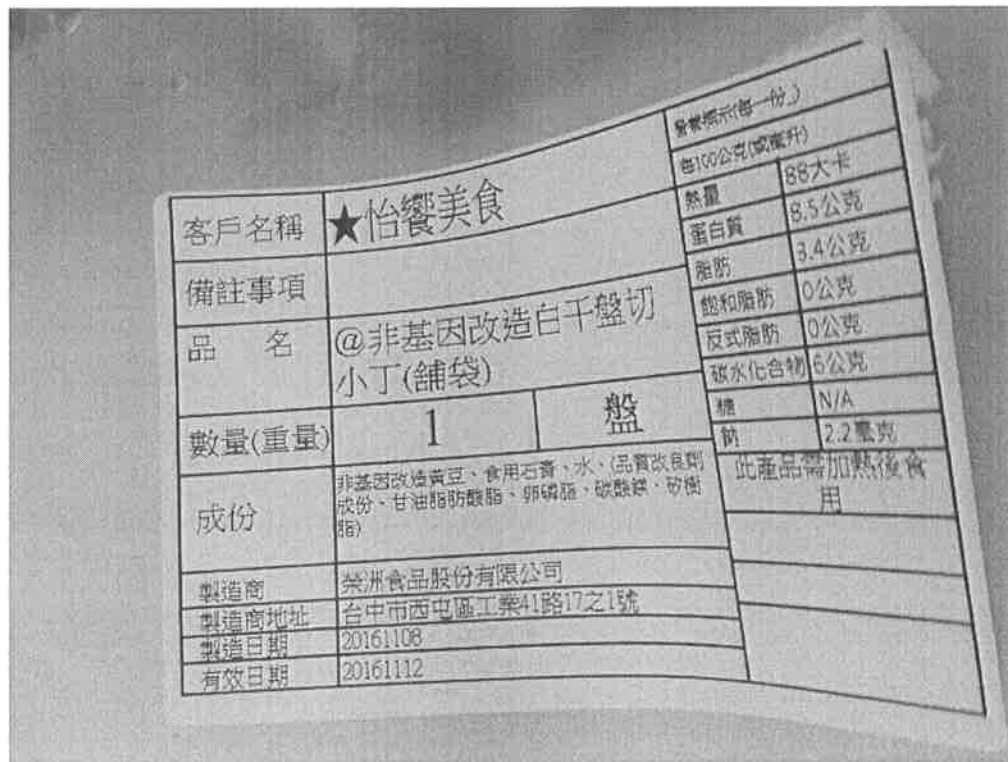 客戶名稱 ★怡饗美食
備註事項
品 名 @非基因改造白干盤切
小丁(舖袋)
數量(重量) 1 盤
成份 非基因改造黃豆、食用石膏、水、(品質改良劑
成份、甘油脂肪酸脂、卵磷脂、碳酸鎂、矽樹
脂)
製造商 榮洲食品股份有限公司
製造商地址 台中市西屯區工業41路17之1號
製造日期 20161108
有效日期 20161112
營養標示(每一份_)
每100公克(或毫升)
熱量 88大卡
蛋白質 8.5公克
脂肪 3.4公克
飽和脂肪 0公克
反式脂肪 0公克
碳水化合物 6公克
糖 N/A
鈉 2.2毫克
此產品需加熱後食
用